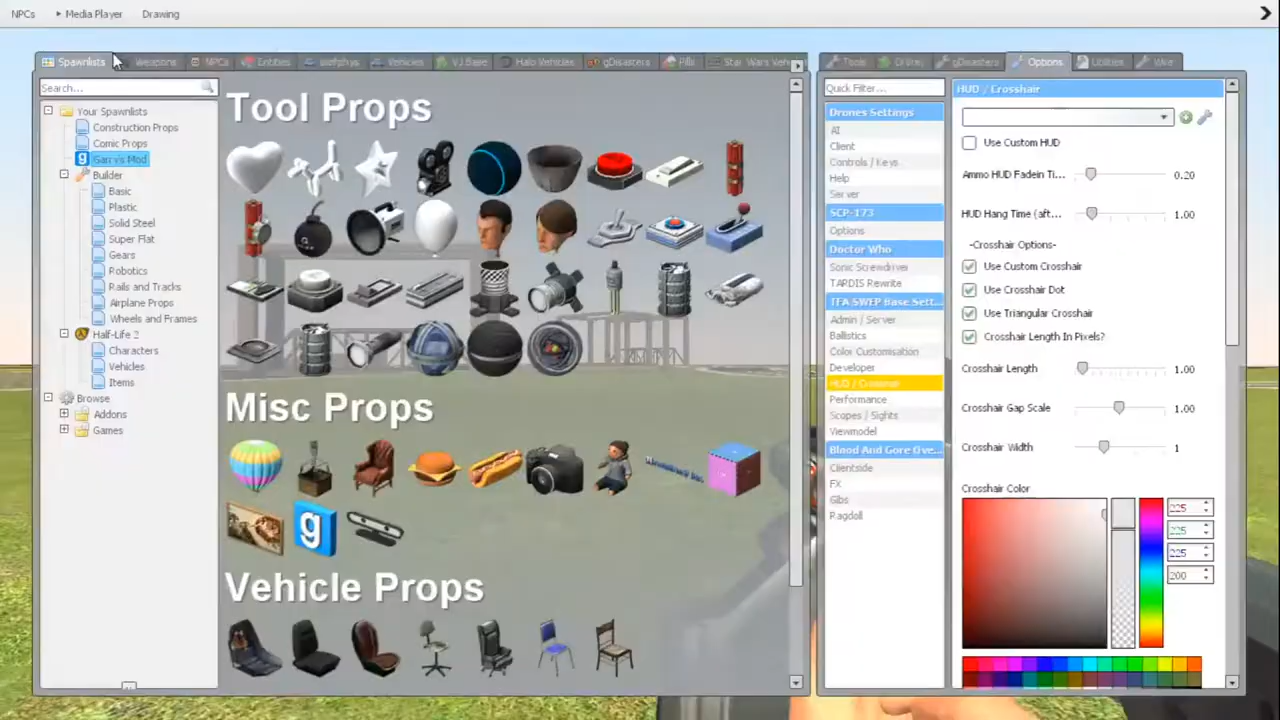 NPCs Media Player Drawing
Spawnlists Weapons NPCs Entities Vehicles VJ Base Halo Vehicles gDisasters Pills Star Wars Veh
Search...
Your Spawnlists
Construction Props
Comic Props
Garry's Mod
Builder
Basic
Plastic
Solid Steel
Super Flat
Gears
Robotics
Rails and Tracks
Airplane Props
Wheels and Frames
Half-Life 2
Characters
Vehicles
Items
Browse
Addons
Games
Tool Props
Misc Props
Vehicle Props
Tools gDisasters Options Utilities Wire
Quick Filter...
Drones Settings
AI
Client
Controls / Keys
Help
Server
SCP-173
Options
Doctor Who
Sonic Screwdriver
TARDIS Rewrite
TFA SWEP Base Sett...
Admin / Server
Ballistics
Color Customisation
Developer
HUD / Crosshair
Performance
Scopes / Sights
Viewmodel
Blood And Gore Ove...
Clientside
FX
Gibs
Ragdoll
HUD / Crosshair
Use Custom HUD
Ammo HUD Fadein Ti... 0.20
HUD Hang Time (aft... 1.00
-Crosshair Options-
Use Custom Crosshair
Use Crosshair Dot
Use Triangular Crosshair
Crosshair Length In Pixels?
Crosshair Length 1.00
Crosshair Gap Scale 1.00
Crosshair Width 1
Crosshair Color
225
225
225
200